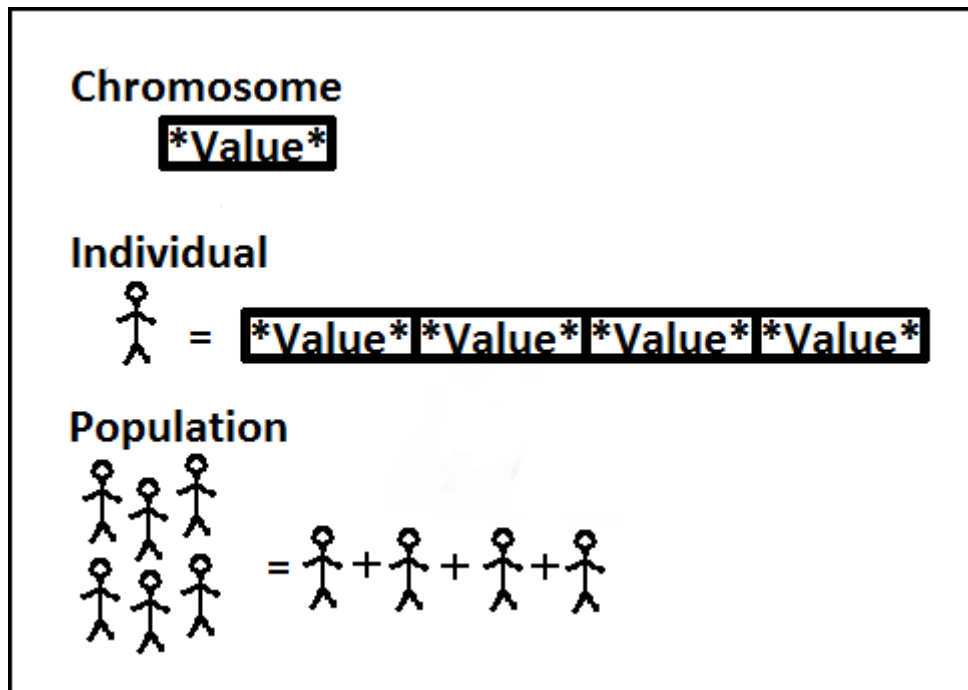 Chromosome
*Value*
Individual
= *Value* *Value* *Value* *Value*
Population
= + + +